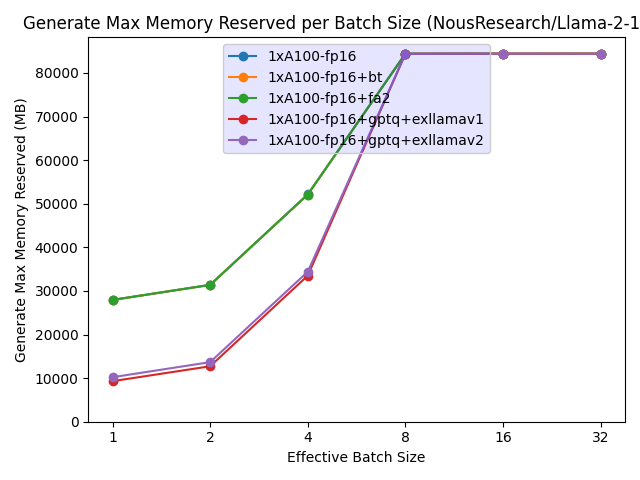 Generate Max Memory Reserved per Batch Size (NousResearch/Llama-2-1
1xA100-fp16
1xA100-fp16+bt
1xA100-fp16+fa2
1xA100-fp16+gptq+exllamav1
1xA100-fp16+gptq+exllamav2
Generate Max Memory Reserved (MB)
80000
70000
60000
50000
40000
30000
20000
10000
0
1 2 4 8 16 32
Effective Batch Size